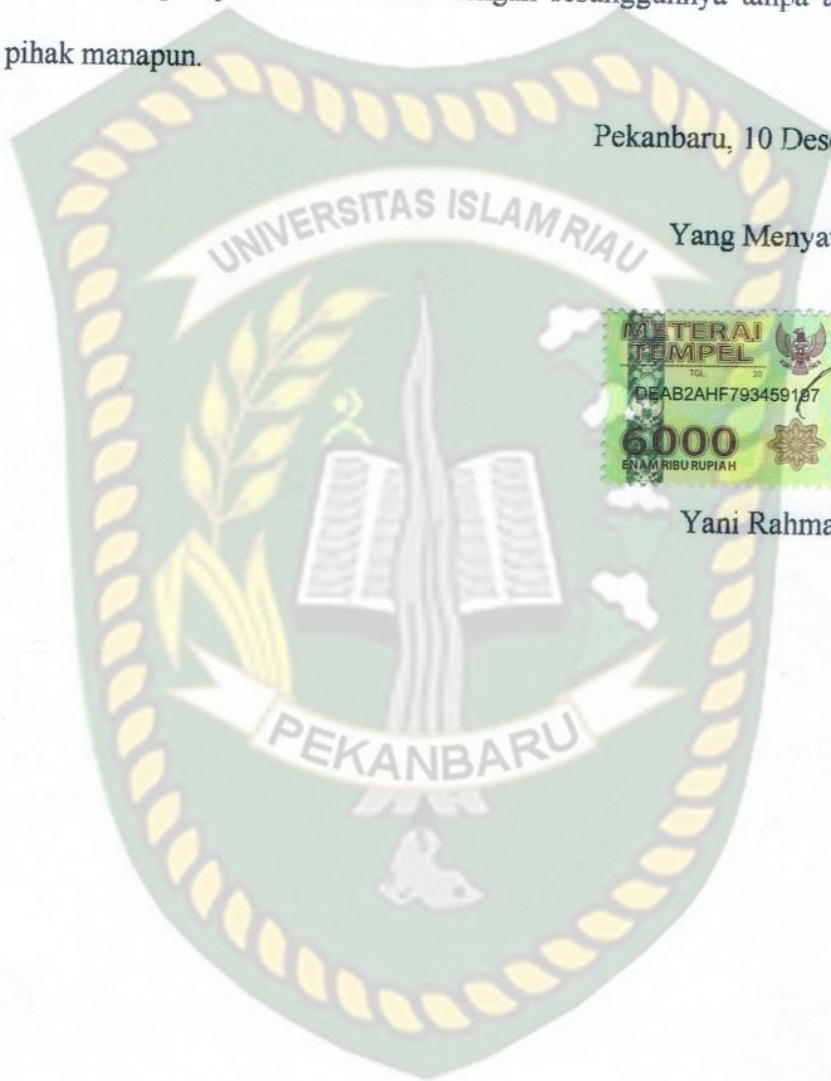 pihak manapun.
Pekanbaru, 10 Des
UNIVERSITAS ISLAM RIAU
Yang Menya
METERAI
TEMPEL
TGL. 20
DEAB2AHF793459197
6000
ENAM RIBU RUPIAH
Yani Rahma
PEKANBARU